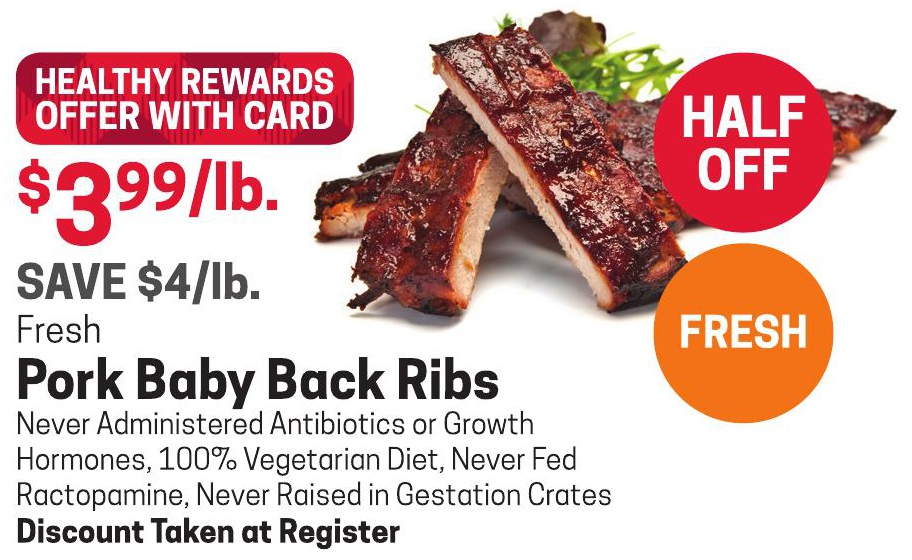 HEALTHY REWARDS
OFFER WITH CARD
$3.99/lb.
SAVE $4/lb.
Fresh
Pork Baby Back Ribs
Never Administered Antibiotics or Growth
Hormones, 100% Vegetarian Diet, Never Fed
Ractopamine, Never Raised in Gestation Crates
Discount Taken at Register
HALF
OFF
FRESH